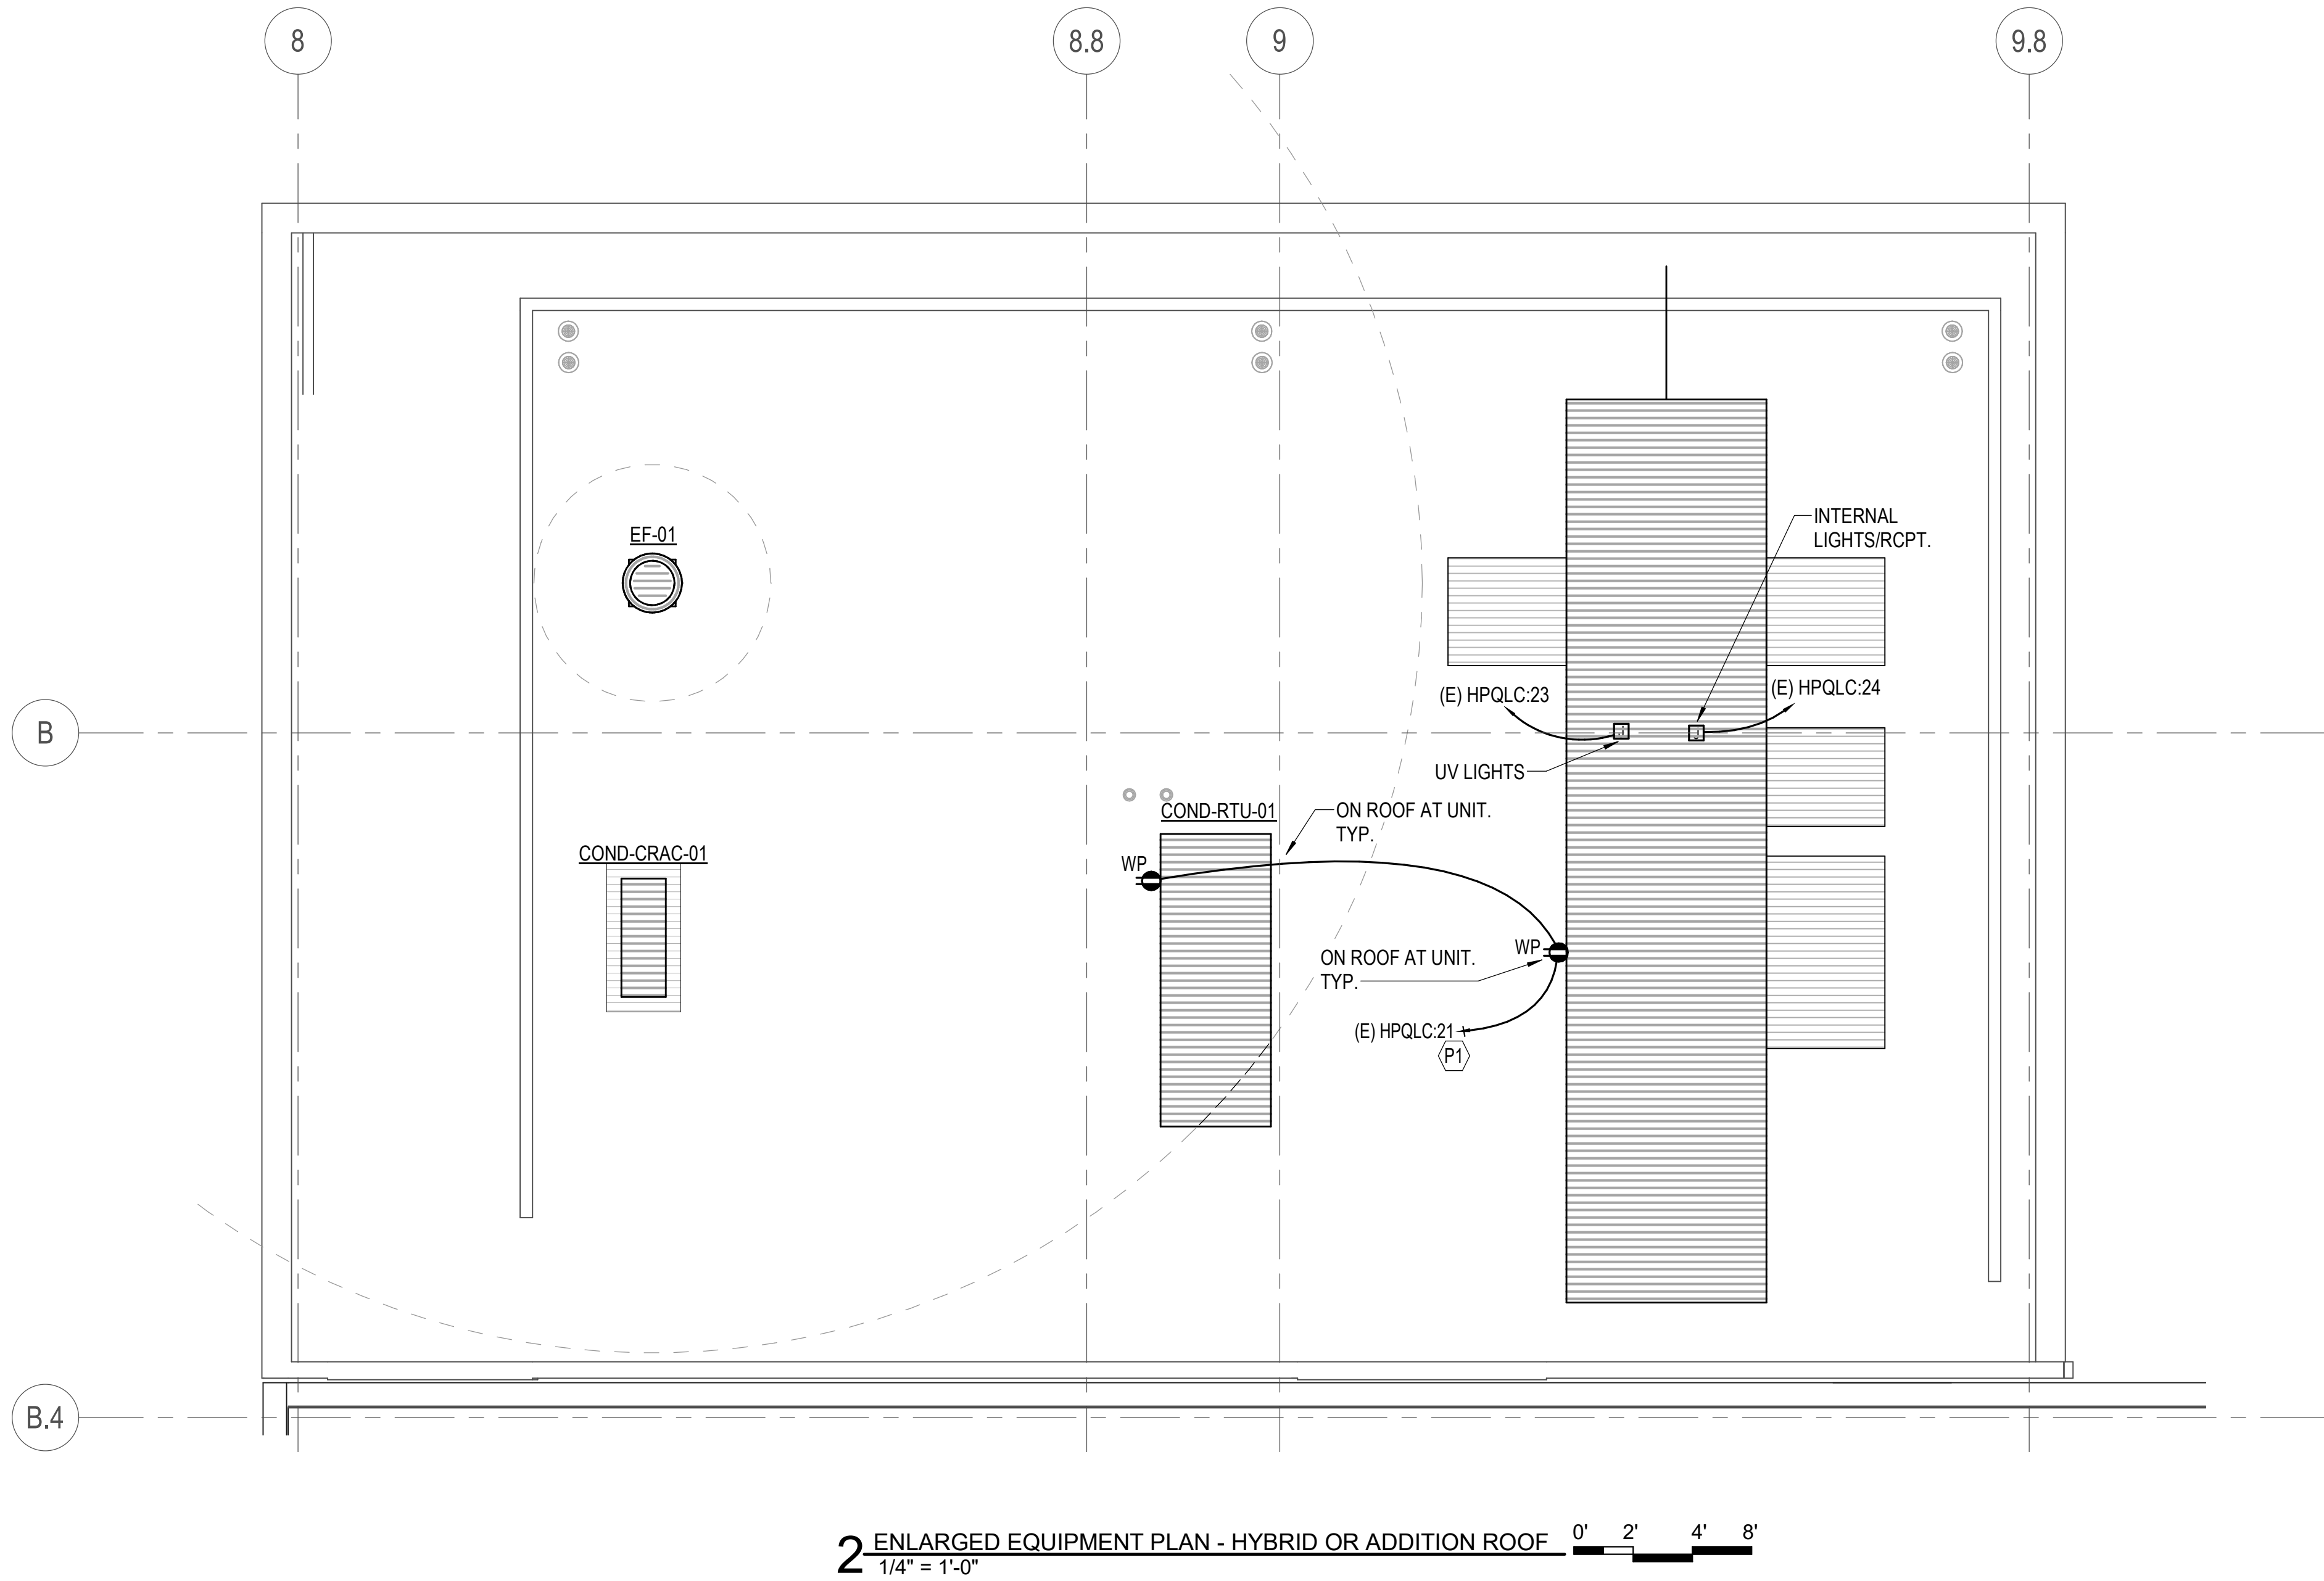 8
8.8
9
9.8
INTERNAL
LIGHTS/RCPT.
EF-01
(E) HPQLC:23
(E) HPQLC:24
B
UV LIGHTS
COND-RTU-01
ON ROOF AT UNIT.
TYP.
COND-CRAC-01
WP
WP
ON ROOF AT UNIT.
TYP.
(E) HPQLC:21
P1
B.4
2 ENLARGED EQUIPMENT PLAN - HYBRID OR ADDITION ROOF
1/4" = 1'-0"
0' 2' 4' 8'